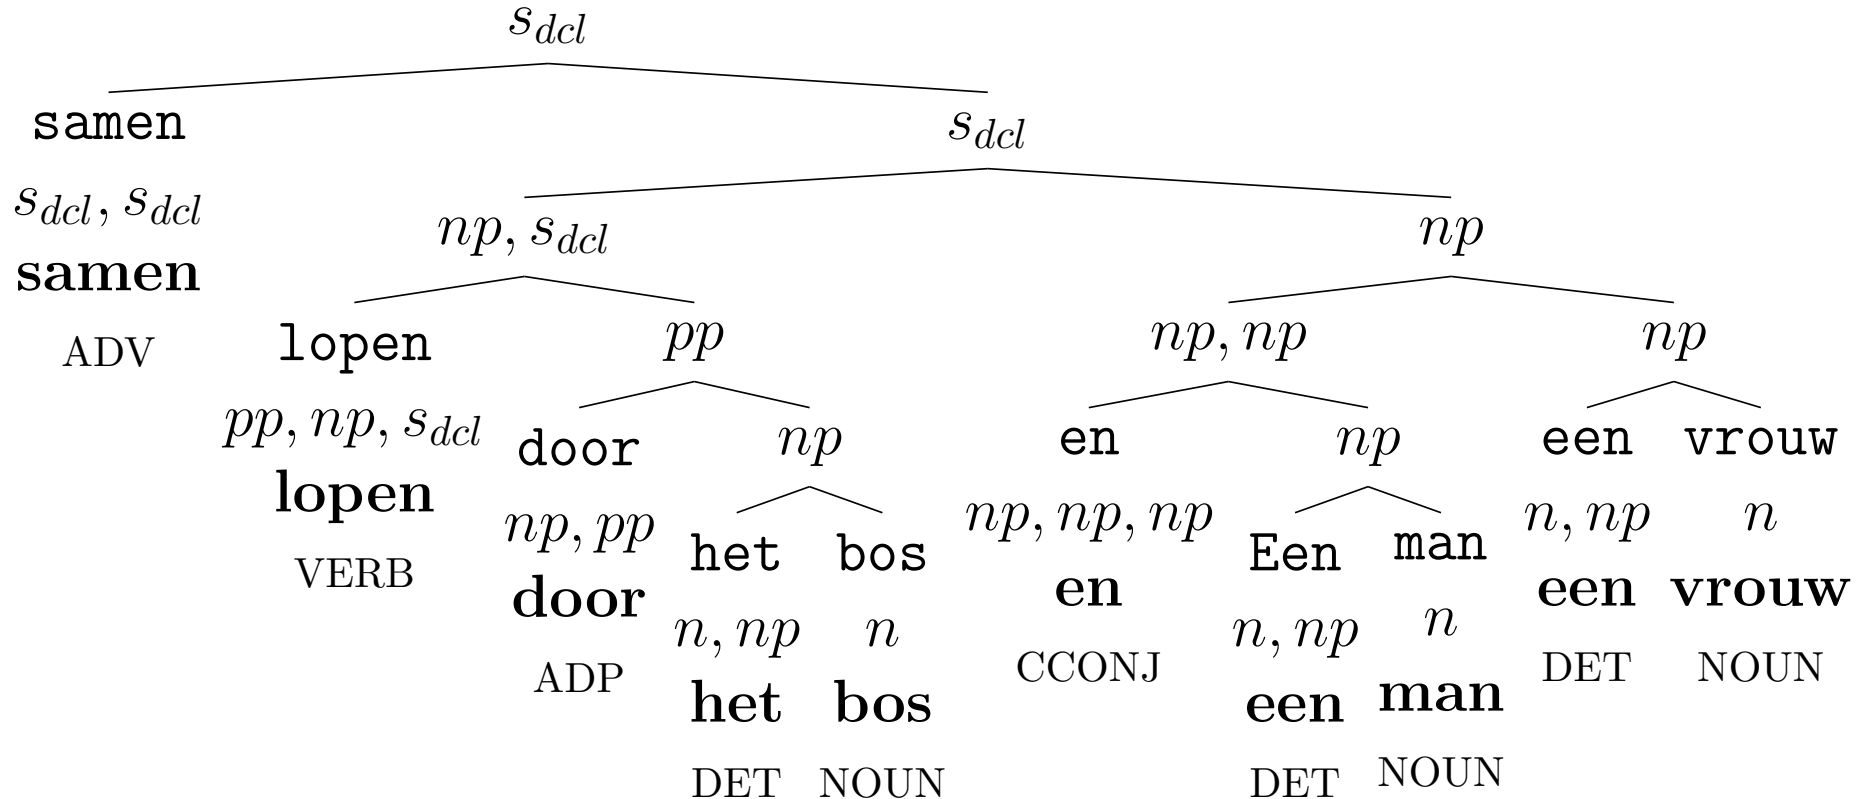 s_dcl
samen
s_dcl
s_dcl, s_dcl
np, s_dcl
np
samen
ADV
lopen
pp
np, np
np
pp, np, s_dcl
door
np
en
np
een
vrouw
lopen
np, pp
het
bos
np, np, np
Een
man
n, np
n
VERB
door
n, np
n
en
n, np
n
een
vrouw
ADP
het
bos
CCONJ
een
man
DET
NOUN
DET
NOUN
DET
NOUN